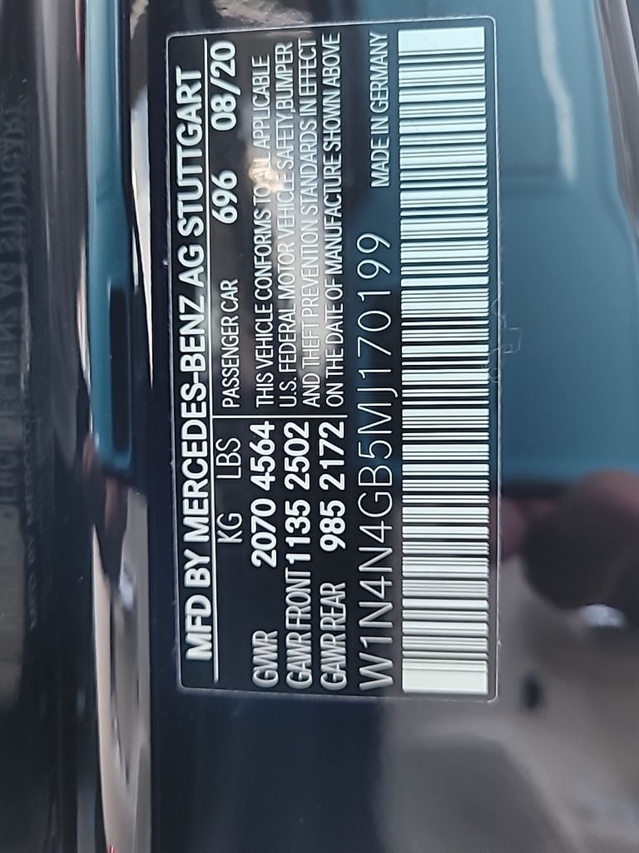 MFD BY MERCEDES-BENZ AG STUTTGART
KG LBS PASSENGER CAR 696 08/20
GVWR 2070 4564 THIS VEHICLE CONFORMS TO ALL APPLICABLE
U.S. FEDERAL MOTOR VEHICLE SAFETY, BUMPER
GAWR FRONT 1135 2502 AND THEFT PREVENTION STANDARDS IN EFFECT
GAWR REAR 985 2172 ON THE DATE OF MANUFACTURE SHOWN ABOVE
W1N4N4GB5MJ170199 MADE IN GERMANY